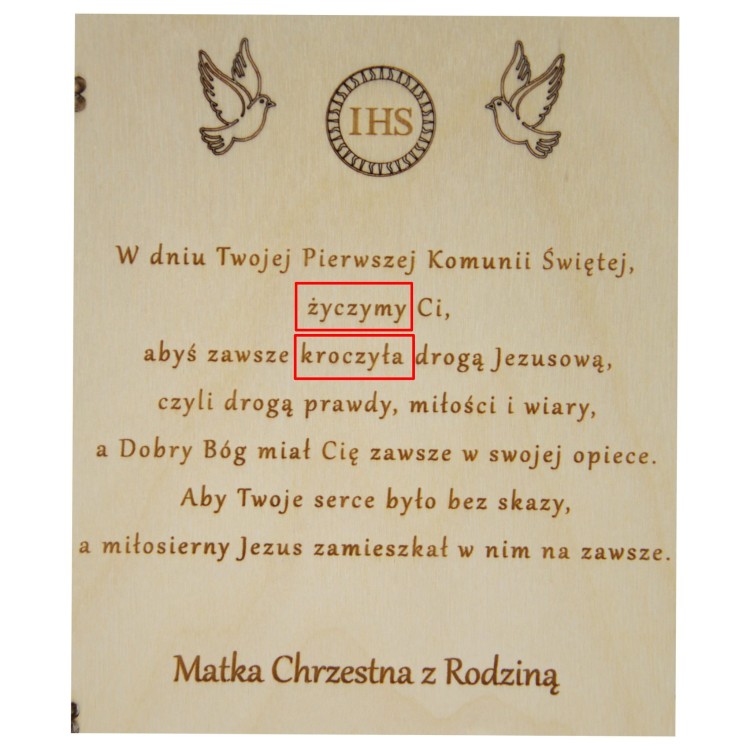 IHS
W dniu Twojej Pierwszej Komunii Świętej,
życzymy Ci,
abyś zawsze kroczyła drogą Jezusową,
czyli drogą prawdy, miłości i wiary,
a Dobry Bóg miał Cię zawsze w swojej opiece.
Aby Twoje serce było bez skazy,
a miłosierny Jezus zamieszkał w nim na zawsze.
Matka Chrzestna z Rodziną